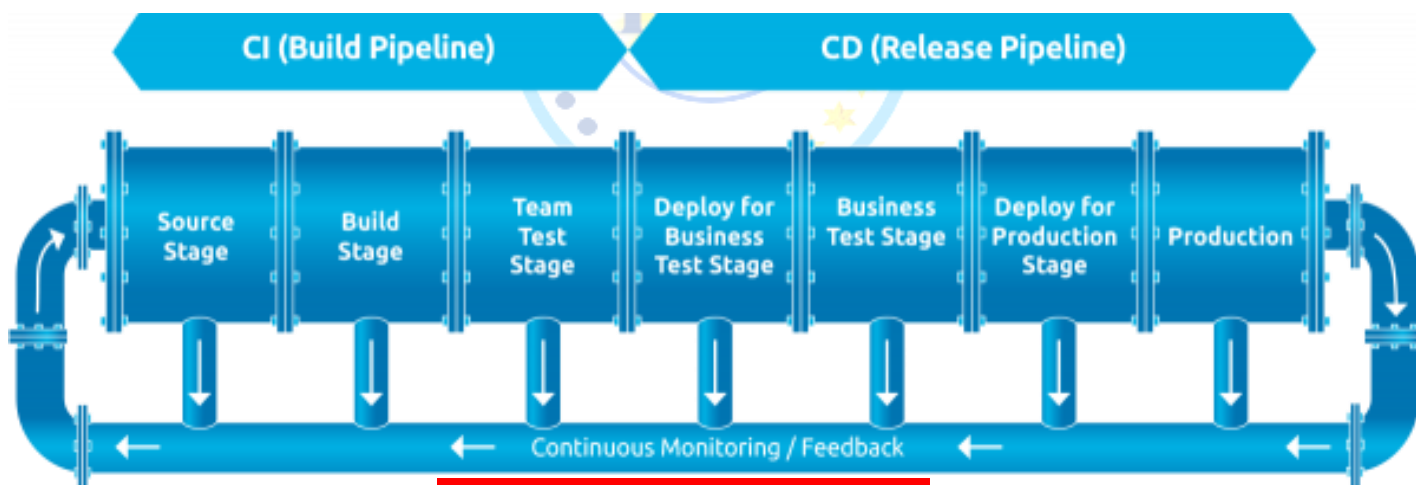 CI (Build Pipeline)
CD (Release Pipeline)
Source
Stage
Build
Stage
Team
Test
Stage
Deploy for
Business
Test Stage
Business
Test Stage
Deploy for
Production
Stage
Production
Continuous Monitoring / Feedback